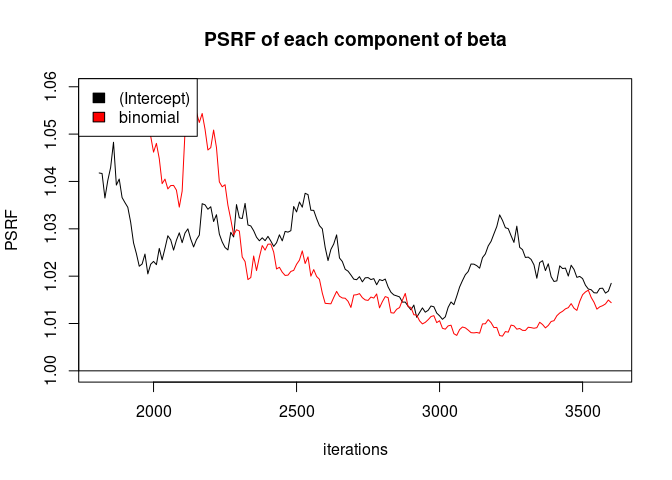 PSRF of each component of beta
(Intercept)
binomial
PSRF
1.06
1.05
1.04
1.03
1.02
1.01
1.00
2000
2500
3000
3500
iterations